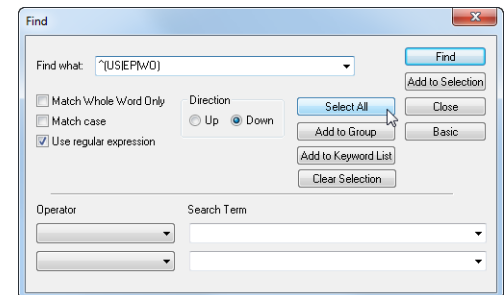 Find
Find what: ^(US|EP|WO)
Find
Add to Selection
Match Whole Word Only
Direction
Select All
Close
Match case
Up Down
Add to Group
Basic
Use regular expression
Add to Keyword List
Clear Selection
Operator Search Term